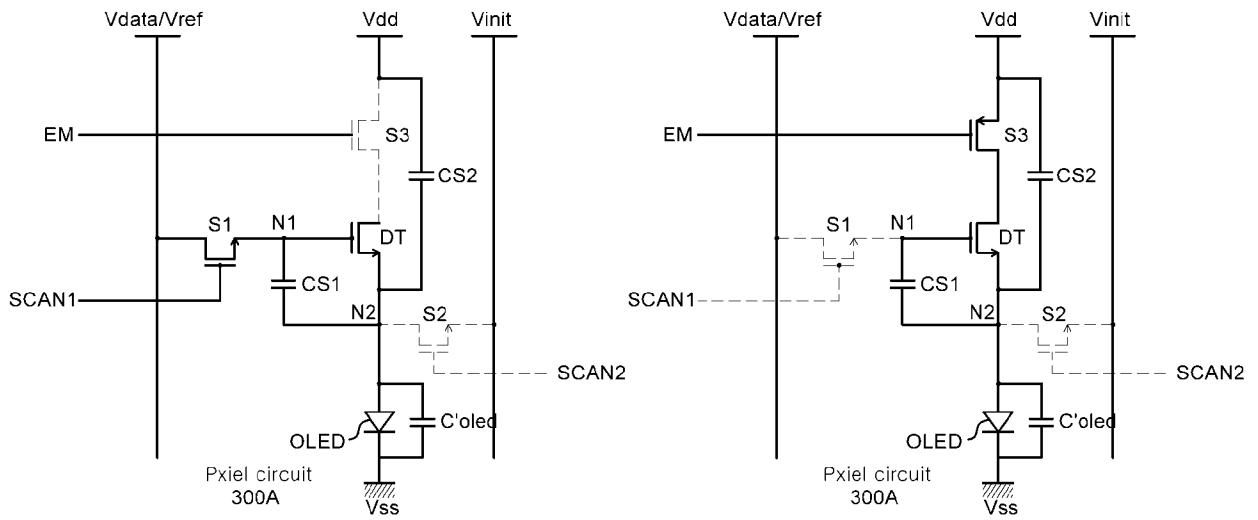 Vdata/Vref
Vdd
Vinit
EM
S3
CS2
S1
N1
DT
SCAN1
CS1
N2
S2
SCAN2
OLED
C'oled
Pxiel circuit
300A
Vss
Vdata/Vref
Vdd
Vinit
EM
S3
CS2
S1
N1
DT
SCAN1
CS1
N2
S2
SCAN2
OLED
C'oled
Pxiel circuit
300A
Vss